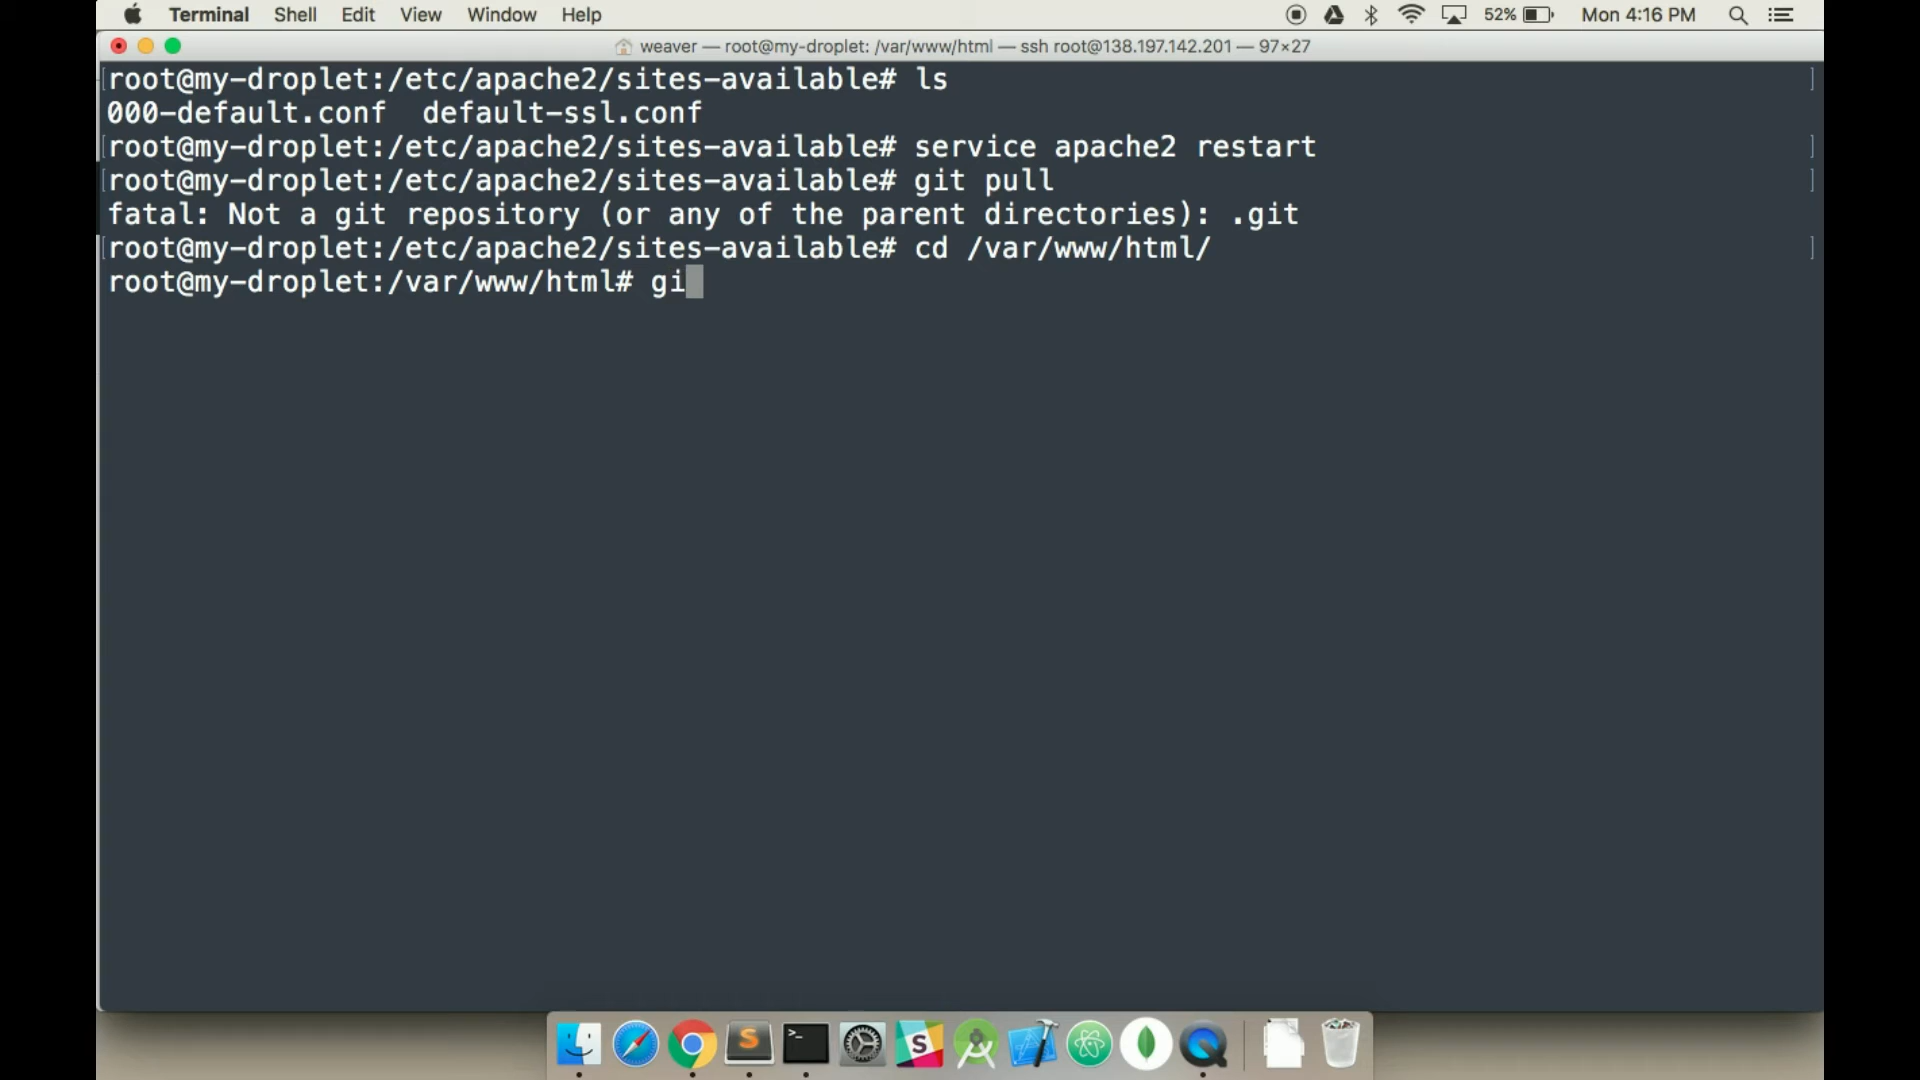 Terminal Shell Edit View Window Help 52% Mon 4:16 PM
weaver — root@my-droplet: /var/www/html — ssh root@138.197.142.201 — 97×27
root@my-droplet:/etc/apache2/sites-available# ls
000-default.conf  default-ssl.conf
root@my-droplet:/etc/apache2/sites-available# service apache2 restart
root@my-droplet:/etc/apache2/sites-available# git pull
fatal: Not a git repository (or any of the parent directories): .git
root@my-droplet:/etc/apache2/sites-available# cd /var/www/html/
root@my-droplet:/var/www/html# gi